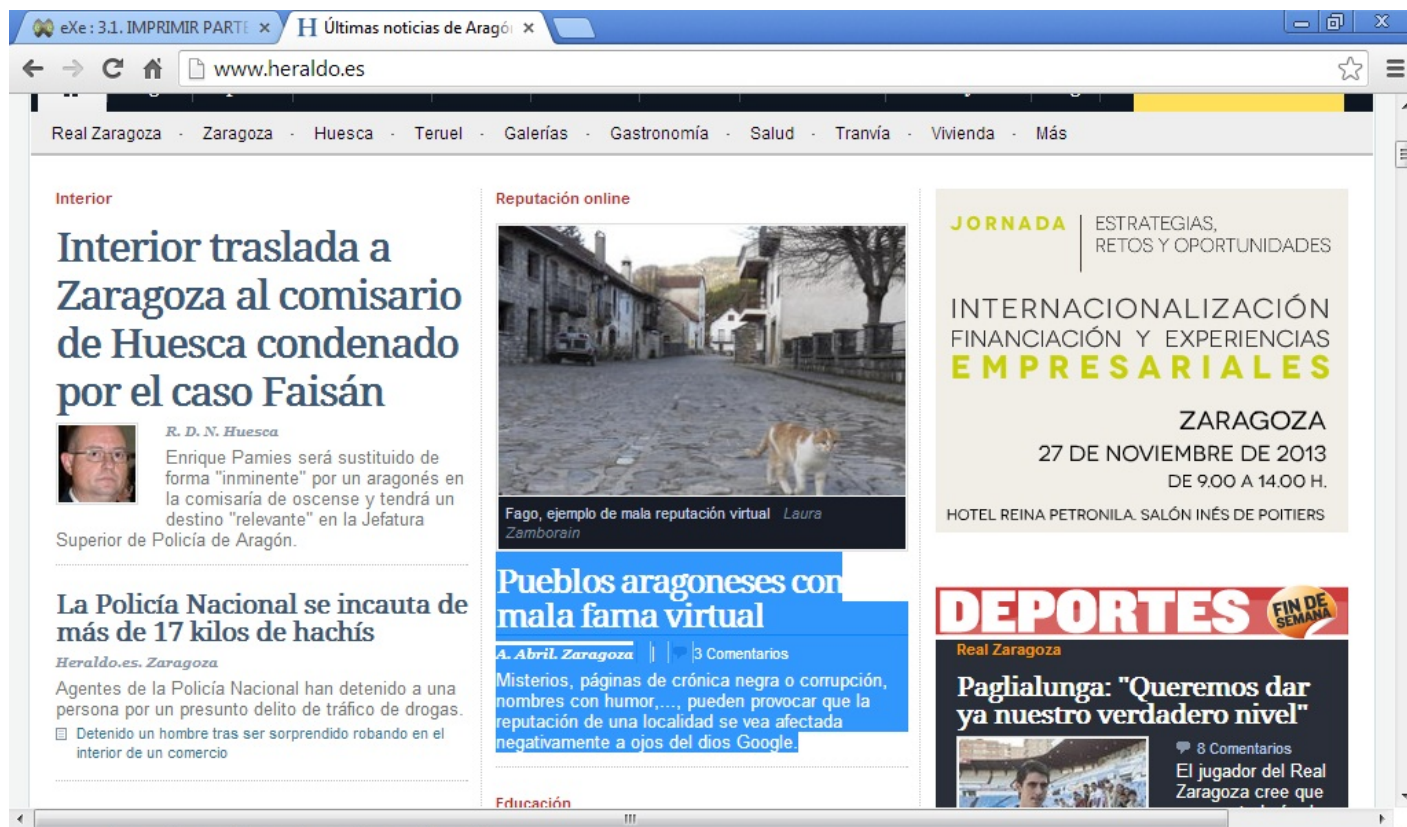 eXe : 3.1. IMPRIMIR PARTE
Últimas noticias de Aragó
www.heraldo.es
Real Zaragoza · Zaragoza · Huesca · Teruel · Galerías · Gastronomía · Salud · Tranvía · Vivienda · Más
Interior
Interior traslada a
Zaragoza al comisario
de Huesca condenado
por el caso Faisán
R. D. N. Huesca
Enrique Pamies será sustituido de
forma "inminente" por un aragonés en
la comisaría de oscense y tendrá un
destino "relevante" en la Jefatura
Superior de Policía de Aragón.
La Policía Nacional se incauta de
más de 17 kilos de hachís
Heraldo.es. Zaragoza
Agentes de la Policía Nacional han detenido a una
persona por un presunto delito de tráfico de drogas.
Detenido un hombre tras ser sorprendido robando en el
interior de un comercio
Reputación online
Fago, ejemplo de mala reputación virtual Laura
Zamborain
Pueblos aragoneses con
mala fama virtual
A. Abril. Zaragoza | 3 Comentarios
Misterios, páginas de crónica negra o corrupción,
nombres con humor,..., pueden provocar que la
reputación de una localidad se vea afectada
negativamente a ojos del dios Google.
Educación
JORNADA
ESTRATEGIAS,
RETOS Y OPORTUNIDADES
INTERNACIONALIZACIÓN
FINANCIACIÓN Y EXPERIENCIAS
EMPRESARIALES
ZARAGOZA
27 DE NOVIEMBRE DE 2013
DE 9.00 A 14.00 H.
HOTEL REINA PETRONILA. SALÓN INÉS DE POITIERS
DEPORTES
FIN DE
SEMANA
Real Zaragoza
Paglialunga: "Queremos dar
ya nuestro verdadero nivel"
8 Comentarios
El jugador del Real
Zaragoza cree que